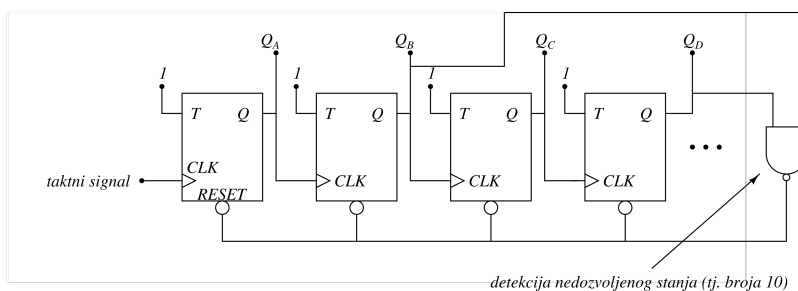 Q_A Q_B Q_C Q_D
1 1 1 1
T Q T Q T Q T Q
CLK
taktni signal CLK CLK CLK
RESET
detekcija nedozvoljenog stanja (tj. broja 10)